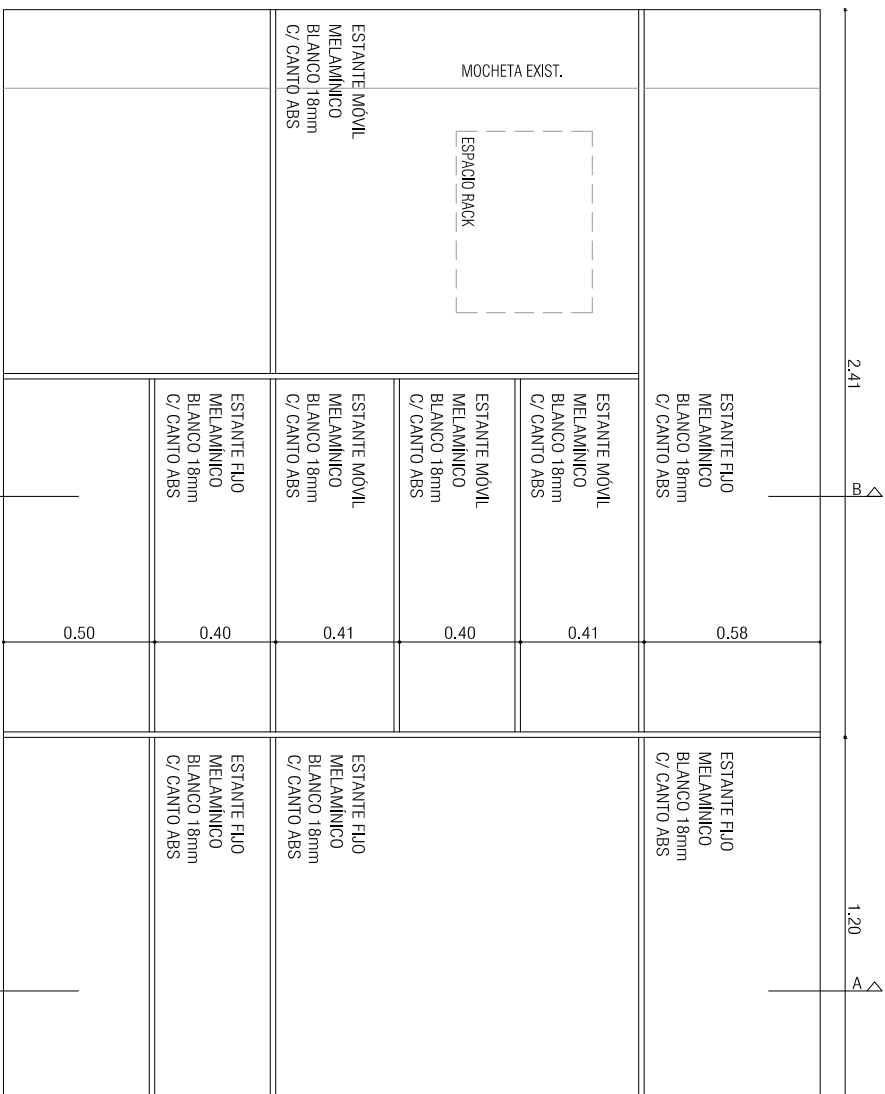 MOCHETA EXIST.
ESTANTE MÓVIL
MELAMÍNICO
BLANCO 18mm
C/ CANTO ABS
ESPACIO RACK
2.41
ESTANTE FIJO
MELAMÍNICO
BLANCO 18mm
C/ CANTO ABS
ESTANTE MÓVIL
MELAMÍNICO
BLANCO 18mm
C/ CANTO ABS
ESTANTE MÓVIL
MELAMÍNICO
BLANCO 18mm
C/ CANTO ABS
ESTANTE MÓVIL
MELAMÍNICO
BLANCO 18mm
C/ CANTO ABS
ESTANTE FIJO
MELAMÍNICO
BLANCO 18mm
C/ CANTO ABS
B
0.50
0.40
0.41
0.40
0.41
0.58
ESTANTE FIJO
MELAMÍNICO
BLANCO 18mm
C/ CANTO ABS
ESTANTE FIJO
MELAMÍNICO
BLANCO 18mm
C/ CANTO ABS
ESTANTE FIJO
MELAMÍNICO
BLANCO 18mm
C/ CANTO ABS
1.20
A